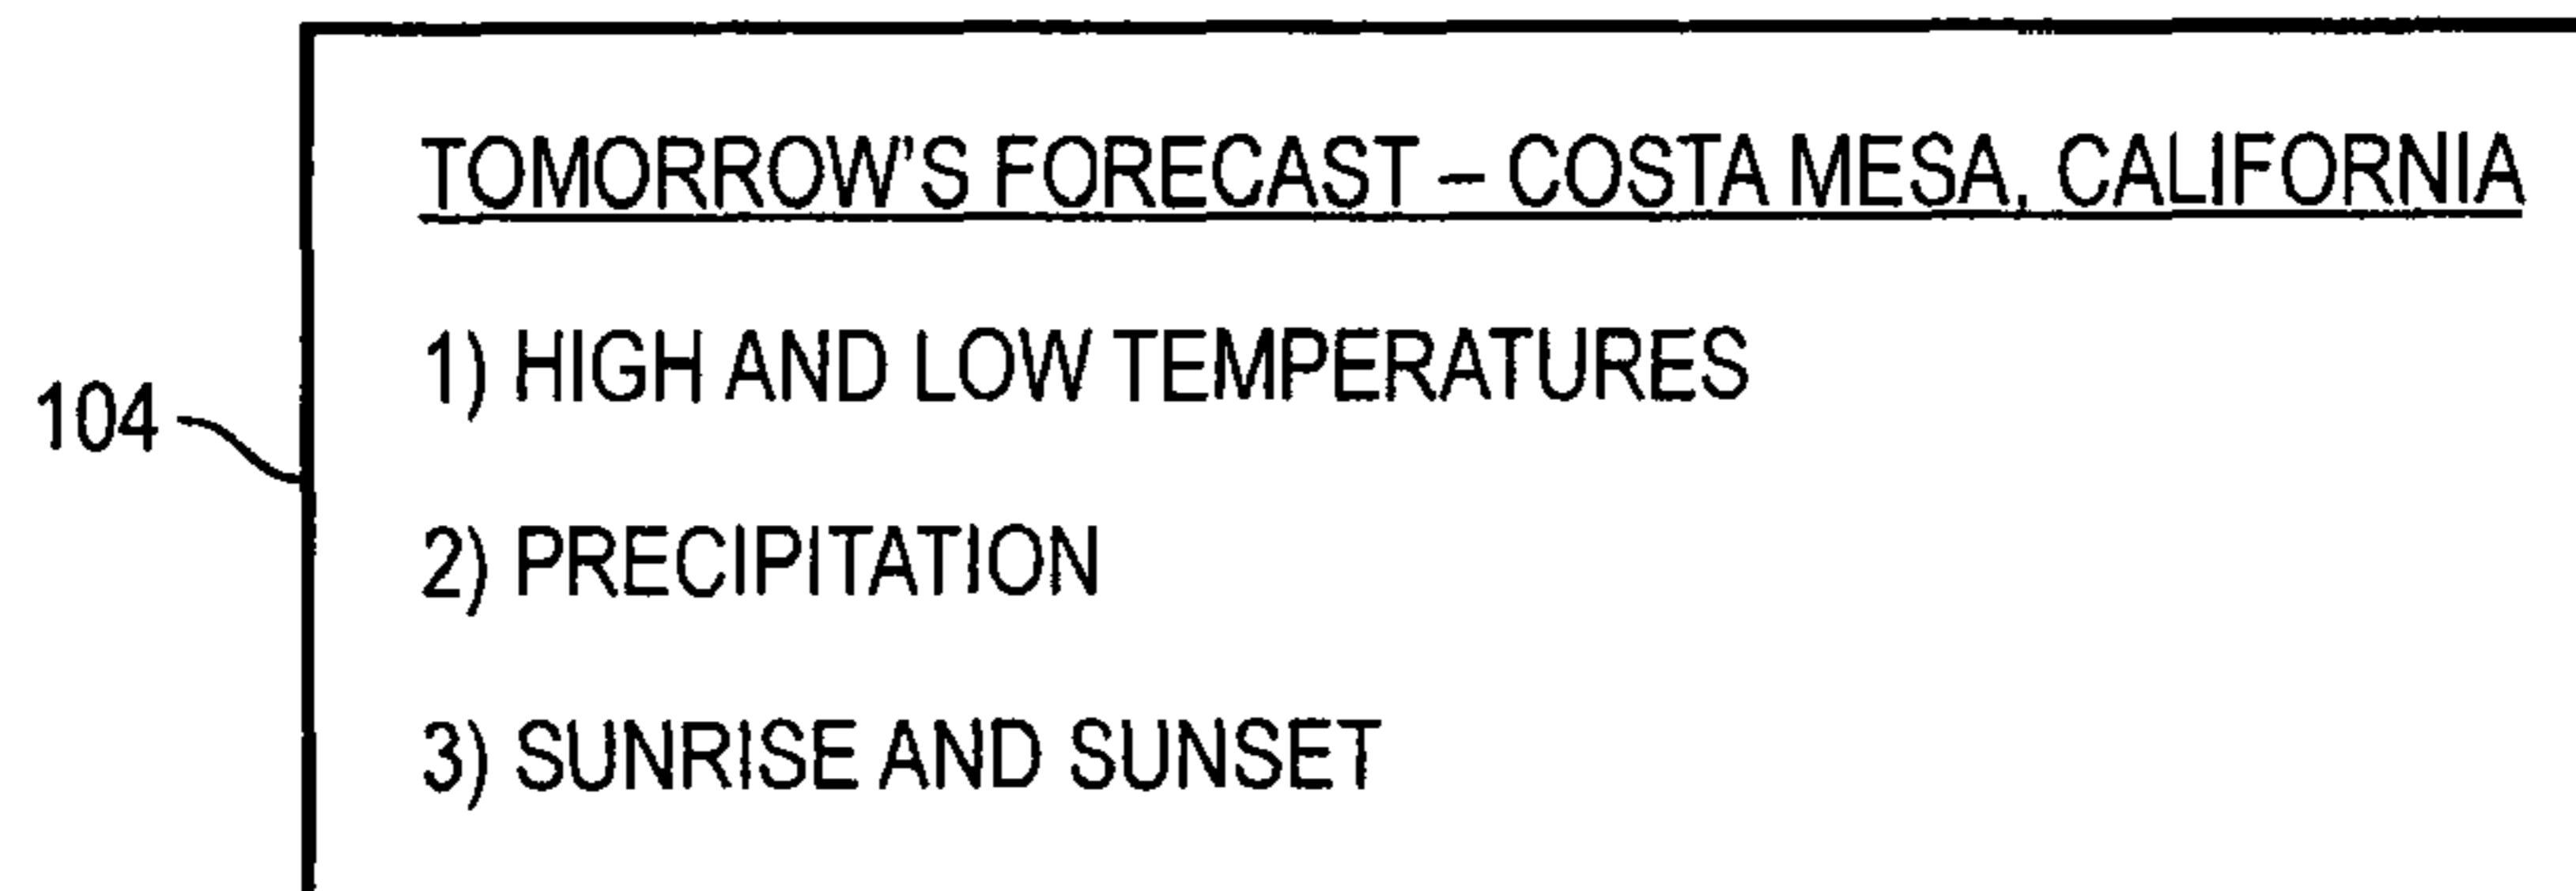 TOMORROW'S FORECAST – COSTA MESA, CALIFORNIA
1) HIGH AND LOW TEMPERATURES
104
2) PRECIPITATION
3) SUNRISE AND SUNSET